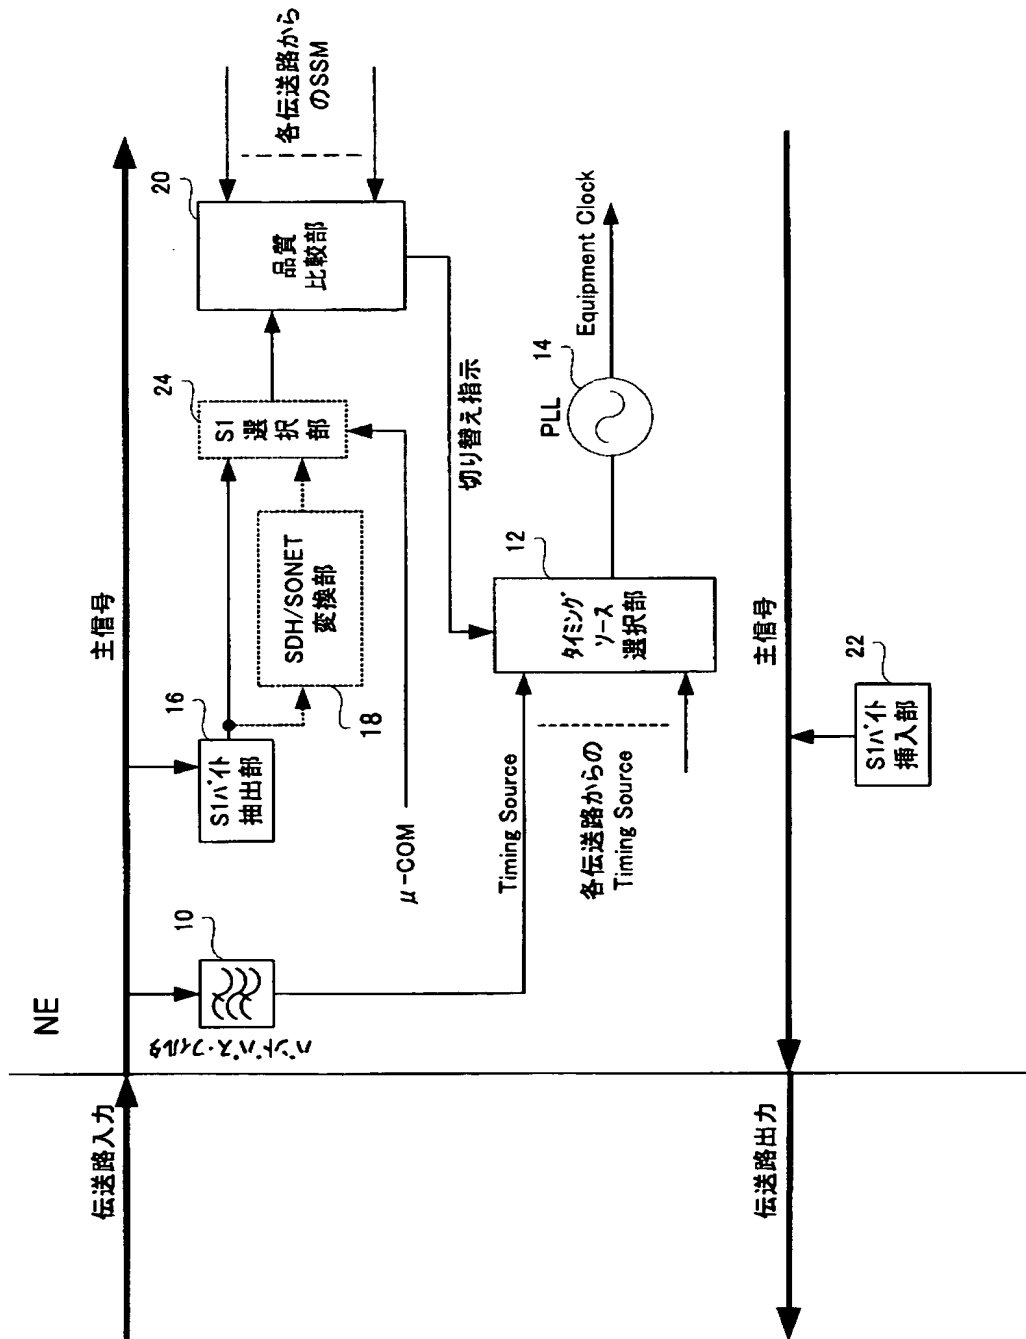 NE
伝送路入力
主信号
バンドパス・フィルタ
10
16
S1バイト
抽出部
18
SDH/SONET
変換部
24
S1
選択
部
20
品質
比較部
各伝送路から
のSSM
μ-COM
切り替え指示
Timing Source
各伝送路からの
Timing Source
12
タイミング
ソース
選択部
PLL
14
Equipment Clock
伝送路出力
主信号
22
S1バイト
挿入部